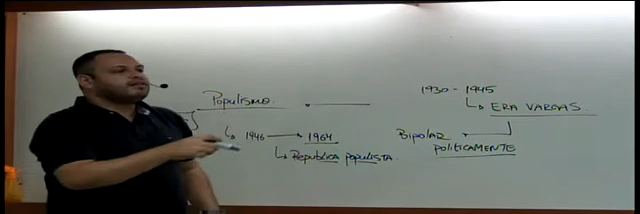 Populismo
1946 → 1964
↳ República populista.
1930 - 1945
↳ ERA VARGAS.
Bipolar
politicamente